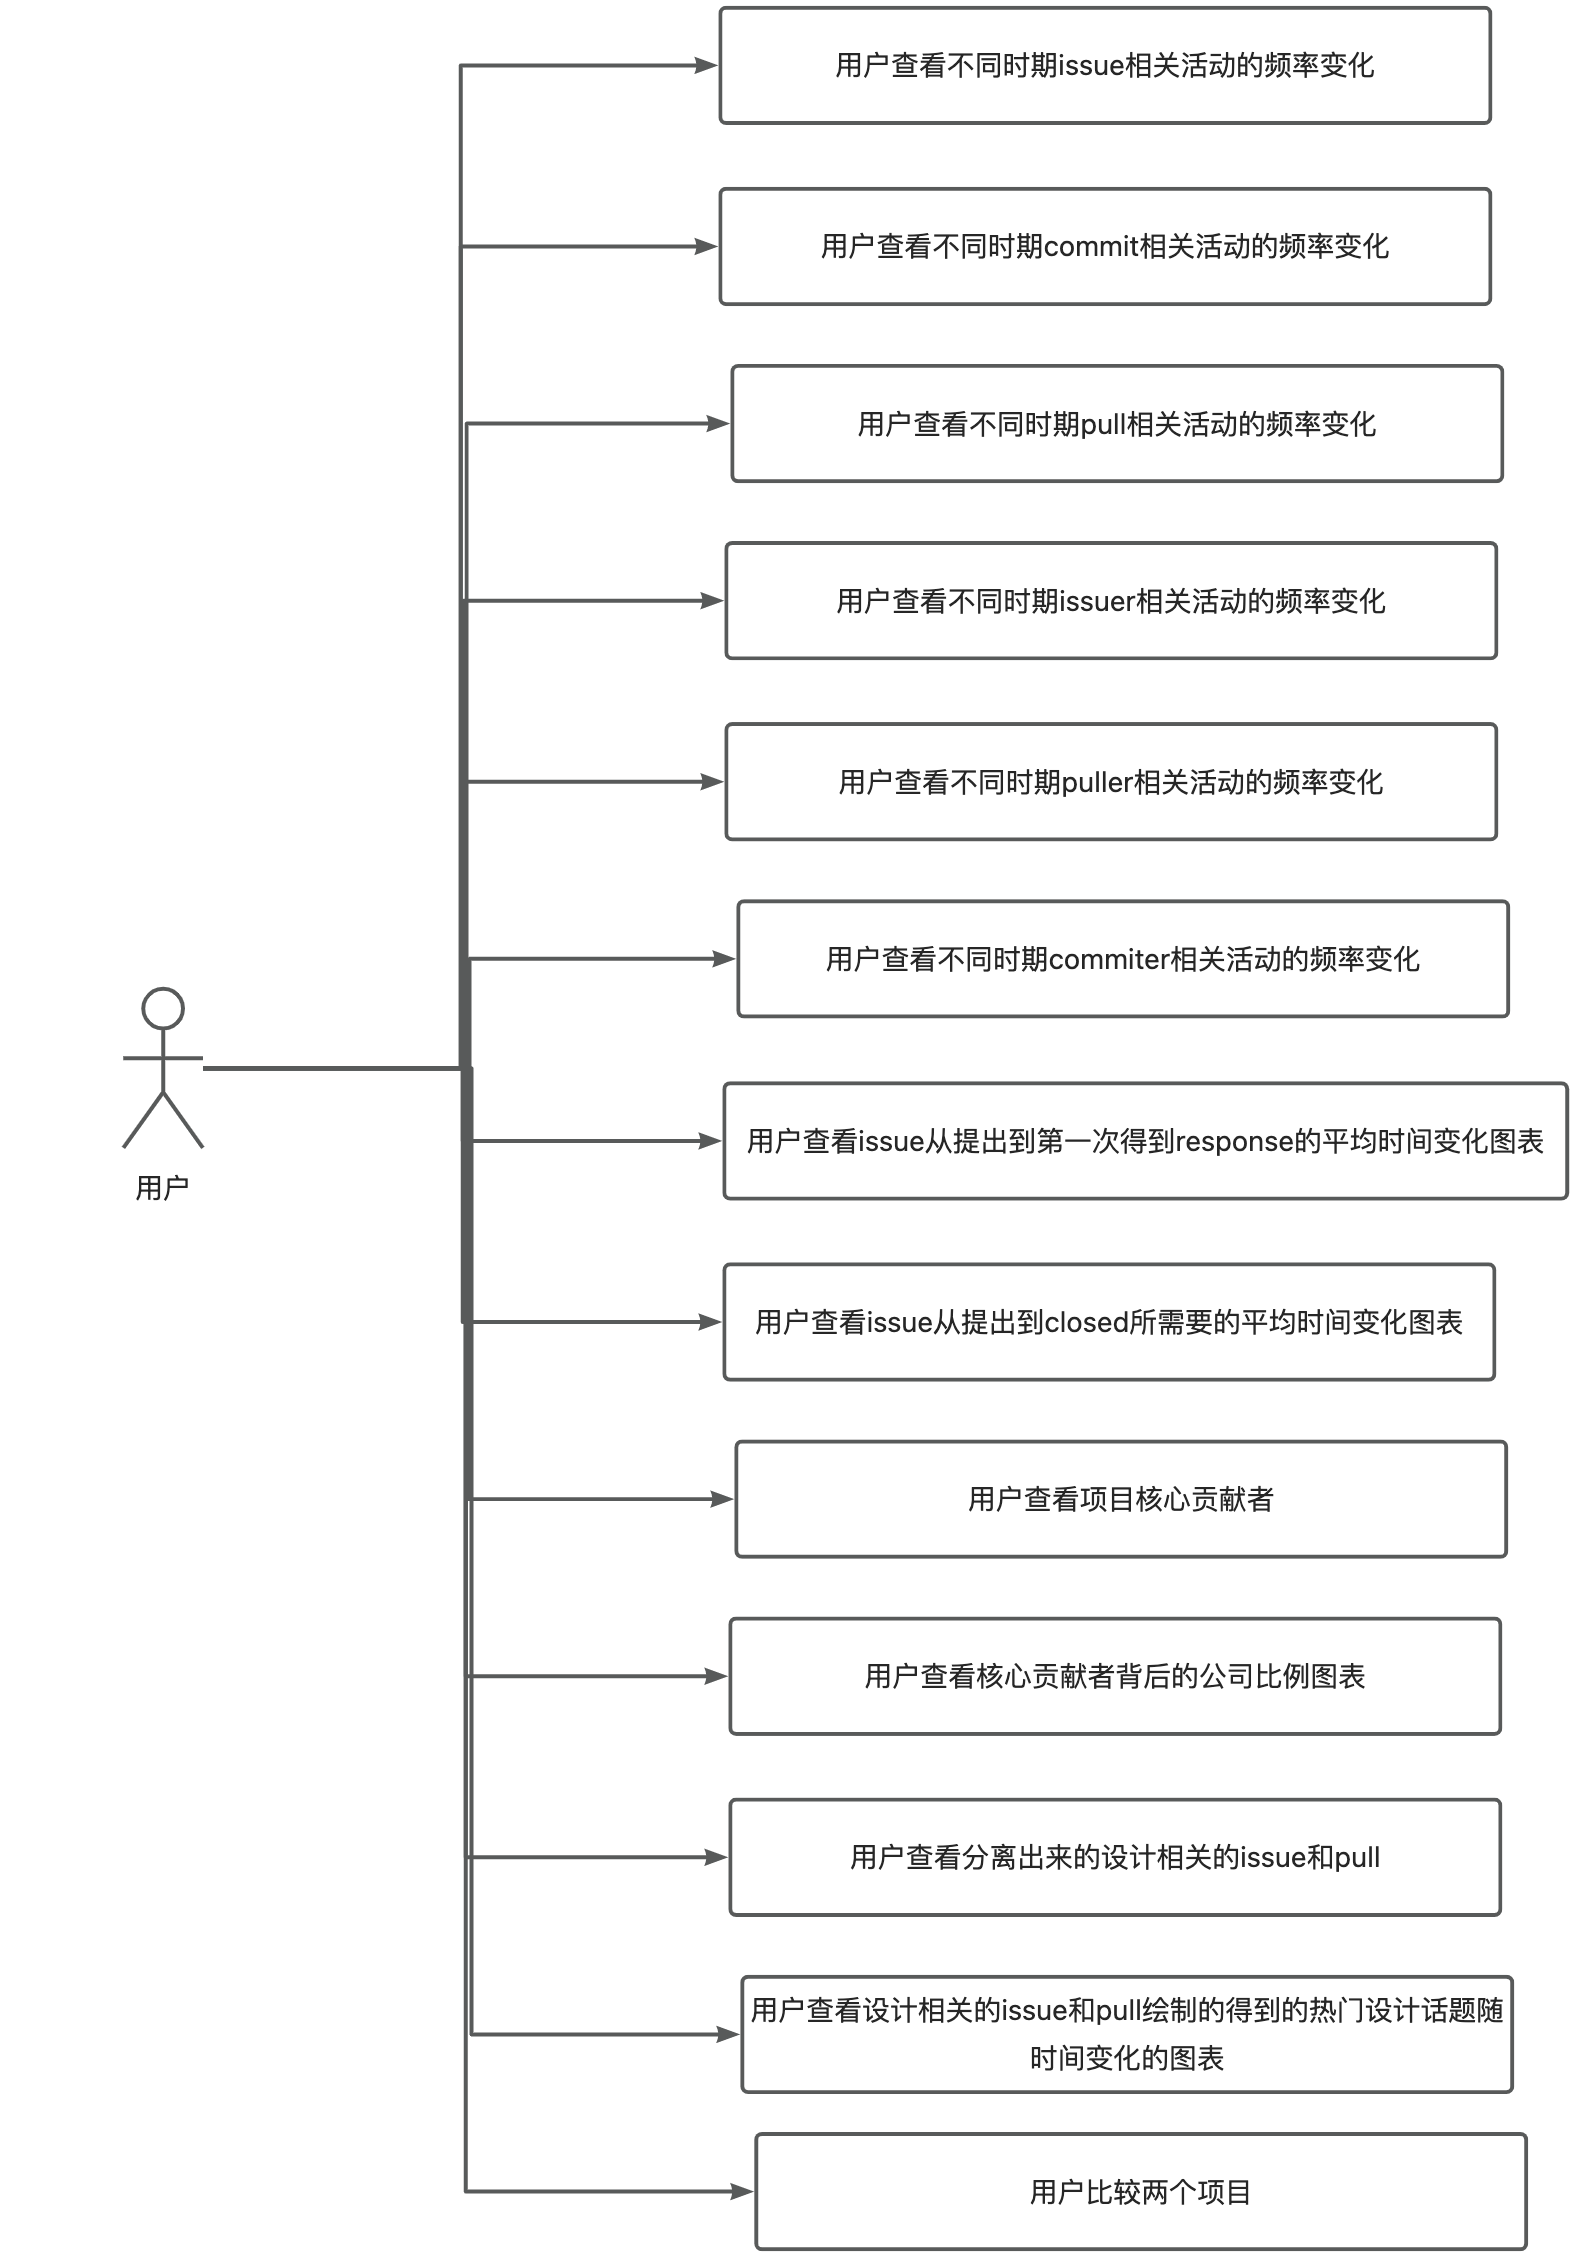 用户查看不同时期issue相关活动的频率变化
用户查看不同时期commit相关活动的频率变化
用户查看不同时期pull相关活动的频率变化
用户查看不同时期issuer相关活动的频率变化
用户查看不同时期puller相关活动的频率变化
用户查看不同时期commiter相关活动的频率变化
用户
用户查看issue从提出到第一次得到response的平均时间变化图表
用户查看issue从提出到closed所需要的平均时间变化图表
用户查看项目核心贡献者
用户查看核心贡献者背后的公司比例图表
用户查看分离出来的设计相关的issue和pull
用户查看设计相关的issue和pull绘制的得到的热门设计话题随
时间变化的图表
用户比较两个项目